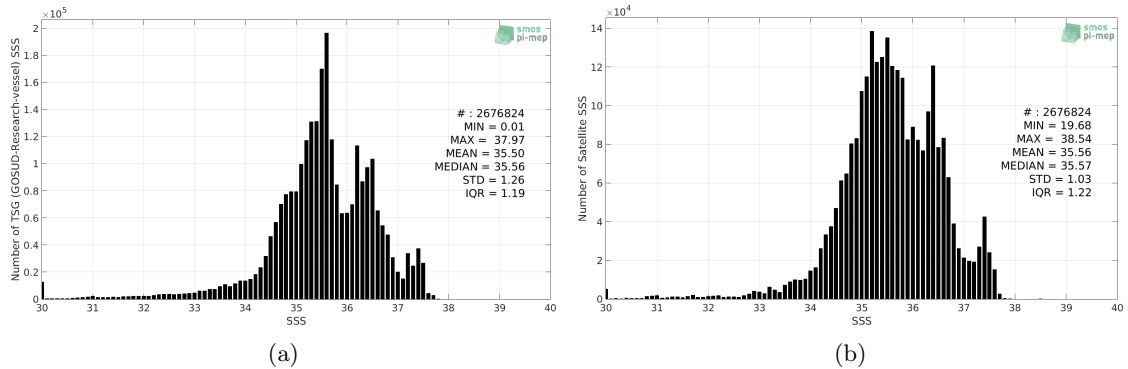 ×10⁵
2
1.8
1.6
1.4
1.2
1
0.8
0.6
0.4
0.2
0
Number of TSG (GOSUD-Research-vessel) SSS
smos
pi-mep
# : 2676824
MIN = 0.01
MAX = 37.97
MEAN = 35.50
MEDIAN = 35.56
STD = 1.26
IQR = 1.19
30 31 32 33 34 35 36 37 38 39 40
SSS
(a)
×10⁴
14
12
10
8
6
4
2
0
Number of Satellite SSS
smos
pi-mep
# : 2676824
MIN = 19.68
MAX = 38.54
MEAN = 35.56
MEDIAN = 35.57
STD = 1.03
IQR = 1.22
30 31 32 33 34 35 36 37 38 39 40
SSS
(b)